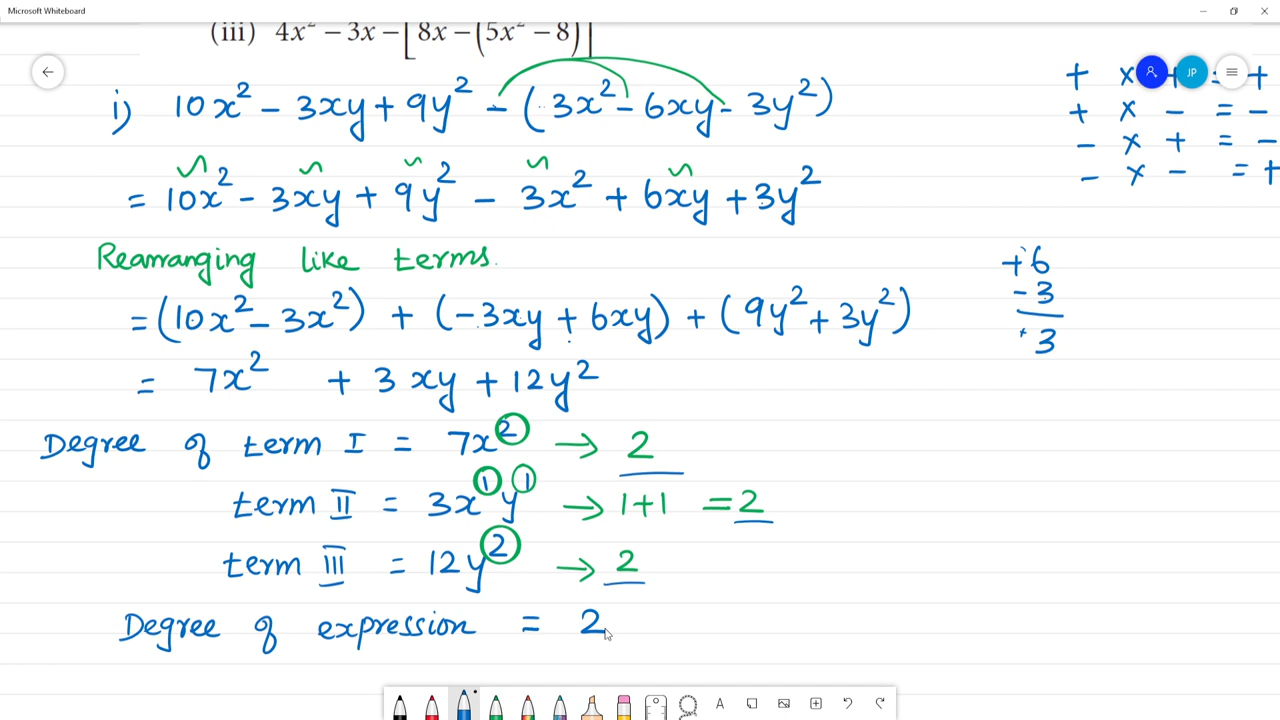 Microsoft Whiteboard
(iii) 4x² − 3x − [8x − (5x² − 8)]
i) 10x² − 3xy + 9y² − (3x² − 6xy − 3y²)
= 10x² − 3xy + 9y² − 3x² + 6xy + 3y²
Rearranging like terms.
= (10x² − 3x²) + (−3xy + 6xy) + (9y² + 3y²)
= 7x² + 3xy + 12y²
Degree of term I = 7x² → 2
term II = 3x¹y¹ → 1+1 = 2
term III = 12y² → 2
Degree of expression = 2
+ × + = +
+ × − = −
− × + = −
− × − = +
+6
−3
+3
JP
A